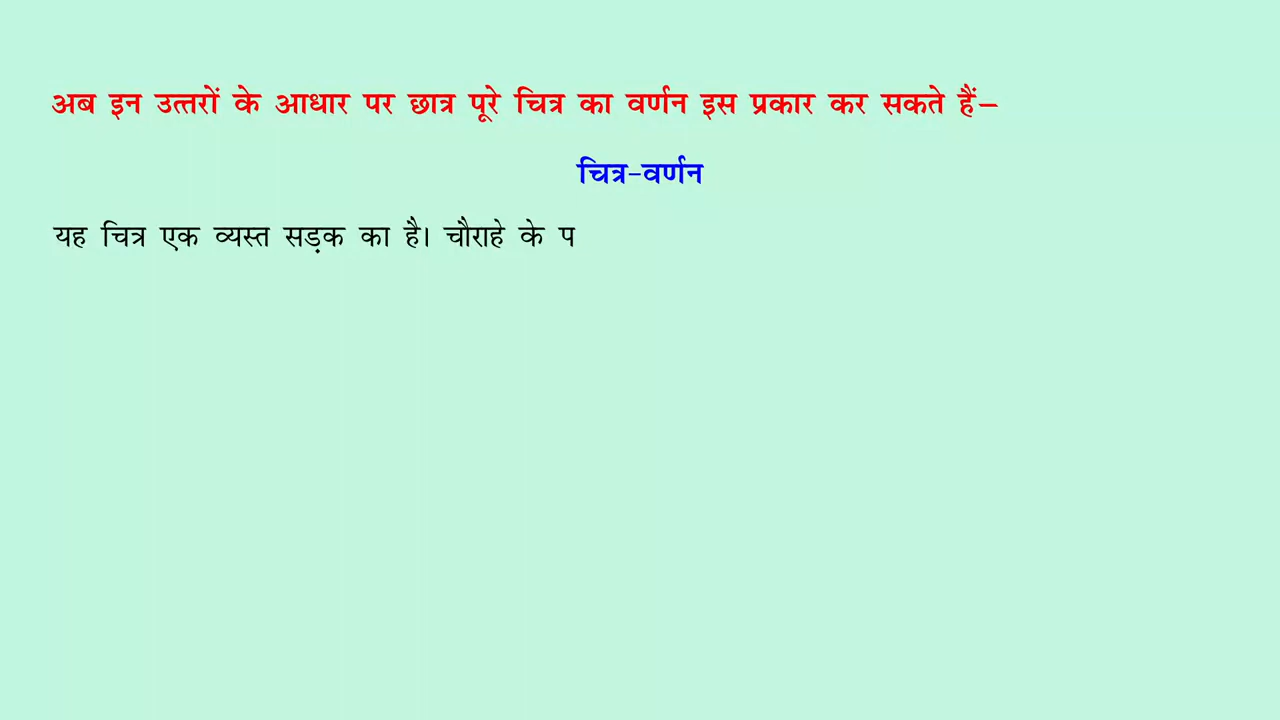 अब इन उत्तरों के आधार पर छात्र पूरे चित्र का वर्णन इस प्रकार कर सकते हैं–
चित्र-वर्णन
यह चित्र एक व्यस्त सड़क का है। चौराहे के प